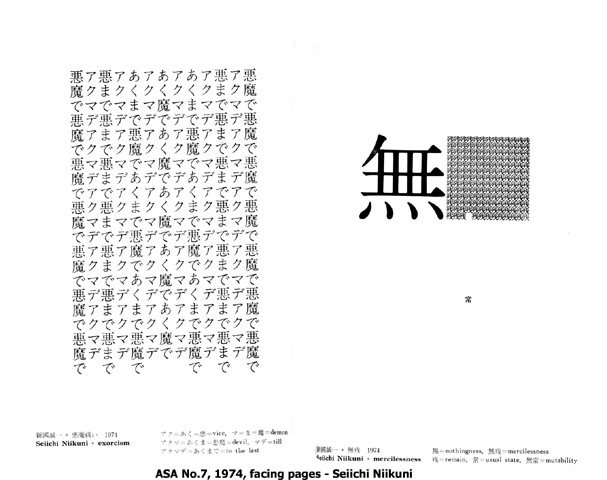 悪魔で悪魔で悪魔で悪魔で悪魔で悪魔で悪魔で
アクマデアクマデアクマデアクマデアクマデ
悪まで悪まで悪まで悪まで悪まで悪まで悪まで
アクマデアクマデアクマデアクマデアクマデ
あくまで悪魔であくまで悪魔であくまで悪魔で
アクマデアクマデアクマデアクマデアクマデ
あく魔であく魔であく魔であく魔であく魔で
アクマデアクマデアクマデアクマデアクマデ
あくまで悪魔であくまで悪魔であくまで悪魔で
アクマデアクマデアクマデアクマデアクマデ
悪まで悪まで悪まで悪まで悪まで悪まで悪まで
アクマデアクマデアクマデアクマデアクマデ
悪魔で悪魔で悪魔で悪魔で悪魔で悪魔で悪魔で
新國誠一・悪魔祓い 1974
Seiichi Niikuni・exorcism
アク=あく=悪=vice, マ=ま=魔=demon
アクマ=あくま=悪魔=devil, マデ=till
アクマデ=あくまで=to the last
無
常
新國誠一・無残 1974
Seiichi Niikuni・mercilessness
無=nothingness, 無残=mercilessness
残=remain, 常=usual state, 無常=mutability
ASA No.7, 1974, facing pages - Seiichi Niikuni